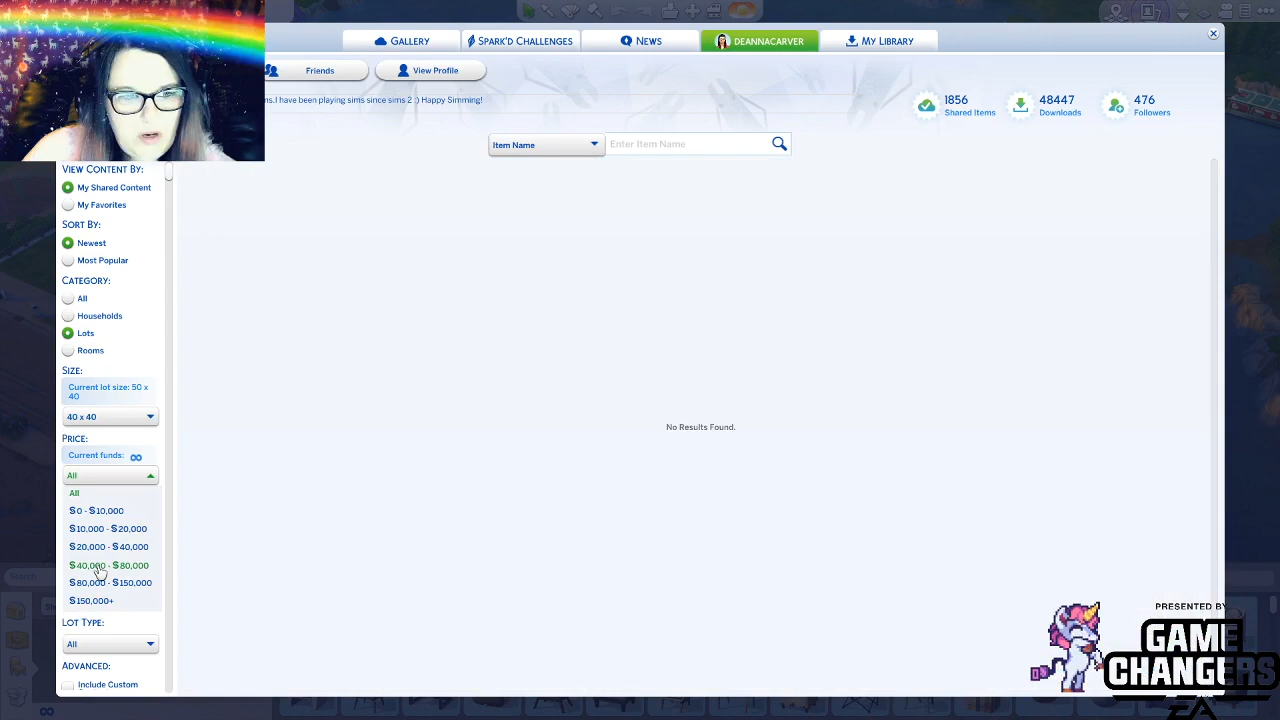 GALLERY
SPARK'D CHALLENGES
NEWS
DEANNACARVER
MY LIBRARY
Friends
View Profile
ns.I have been playing sims since sims 2 :) Happy Simming!
1856
Shared Items
48447
Downloads
476
Followers
Item Name
Enter Item Name
VIEW CONTENT BY:
My Shared Content
My Favorites
SORT BY:
Newest
Most Popular
CATEGORY:
All
Households
Lots
Rooms
SIZE:
Current lot size: 50 x
40
40 x 40
PRICE:
Current funds: ∞
All
All
§0 - §10,000
§10,000 - §20,000
§20,000 - §40,000
§40,000 - §80,000
§80,000 - §150,000
§150,000+
LOT TYPE:
All
ADVANCED:
Include Custom
No Results Found.
Search
PRESENTED BY
GAME
CHANGERS
EA